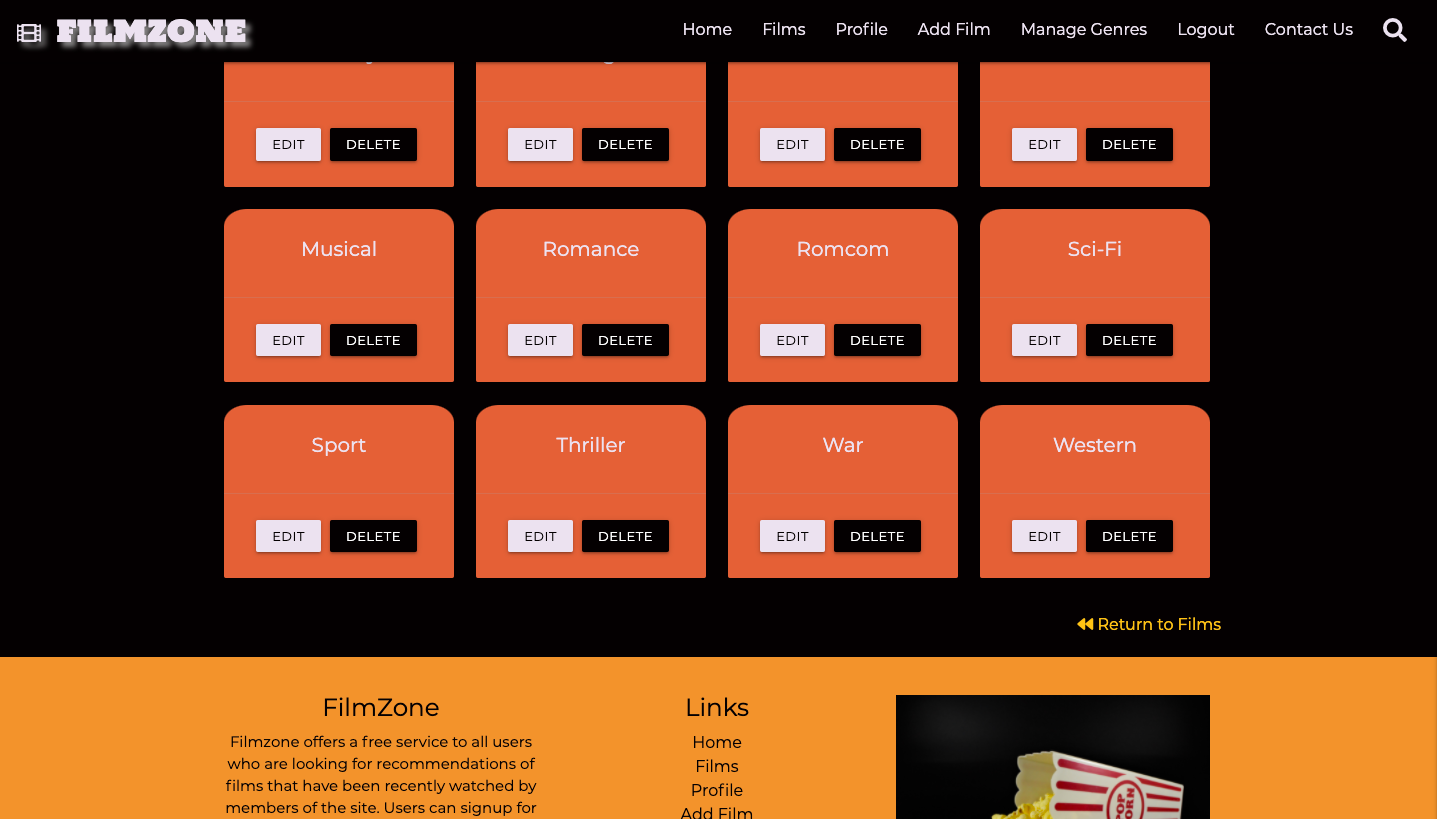 FILMZONE
Home Films Profile Add Film Manage Genres Logout Contact Us
EDIT DELETE EDIT DELETE EDIT DELETE EDIT DELETE
Musical Romance Romcom Sci-Fi
EDIT DELETE EDIT DELETE EDIT DELETE EDIT DELETE
Sport Thriller War Western
EDIT DELETE EDIT DELETE EDIT DELETE EDIT DELETE
Return to Films
FilmZone
Filmzone offers a free service to all users
who are looking for recommendations of
films that have been recently watched by
members of the site. Users can signup for
Links
Home
Films
Profile
Add Film
POP
CORN